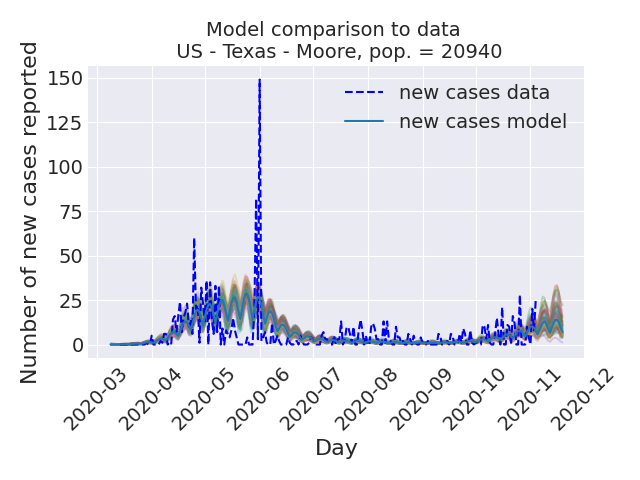 Model comparison to data
US - Texas - Moore, pop. = 20940
Number of new cases reported
150
125
100
75
50
25
0
new cases data
new cases model
2020-03
2020-04
2020-05
2020-06
2020-07
2020-08
2020-09
2020-10
2020-11
2020-12
Day